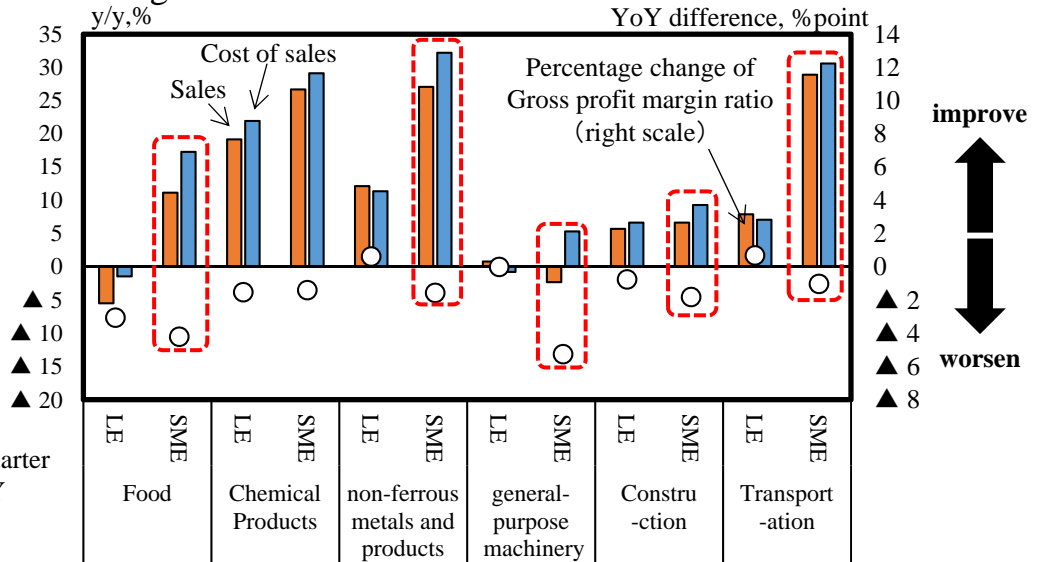 y/y,%
YoY difference, %point
35
30
25
20
15
10
5
0
▲ 5
▲ 10
▲ 15
▲ 20
14
12
10
8
6
4
2
0
▲ 2
▲ 4
▲ 6
▲ 8
Cost of sales
Sales
Percentage change of
Gross profit margin ratio
（right scale）
improve
worsen
LE
SME
LE
SME
LE
SME
LE
SME
LE
SME
LE
SME
arter
Food
Chemical
Products
non-ferrous
metals and
products
general-
purpose
machinery
Constru
-ction
Transport
-ation